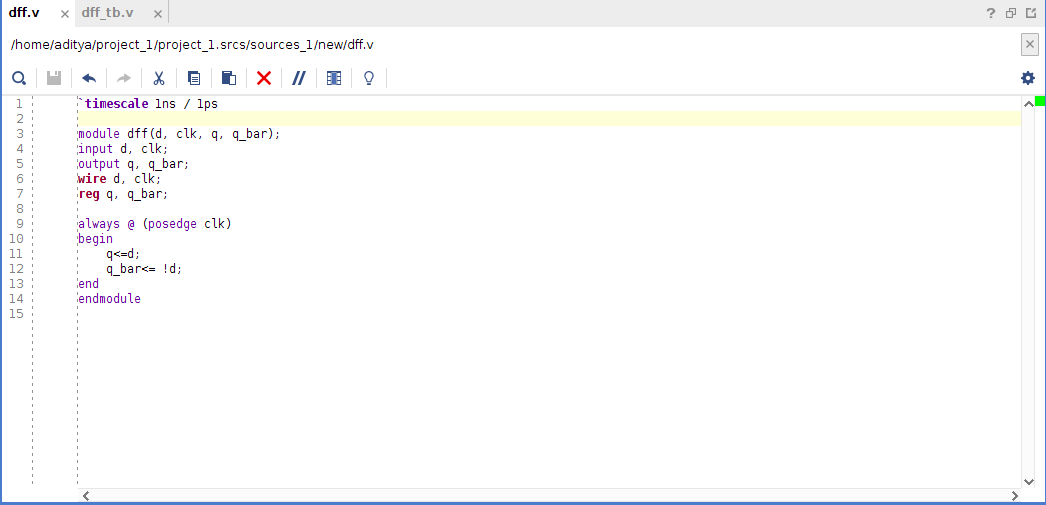 dff.v × dff_tb.v ×
/home/aditya/project_1/project_1.srcs/sources_1/new/dff.v
1 `timescale 1ns / 1ps
2
3 module dff(d, clk, q, q_bar);
4 input d, clk;
5 output q, q_bar;
6 wire d, clk;
7 reg q, q_bar;
8
9 always @ (posedge clk)
10 begin
11     q<=d;
12     q_bar<= !d;
13 end
14 endmodule
15